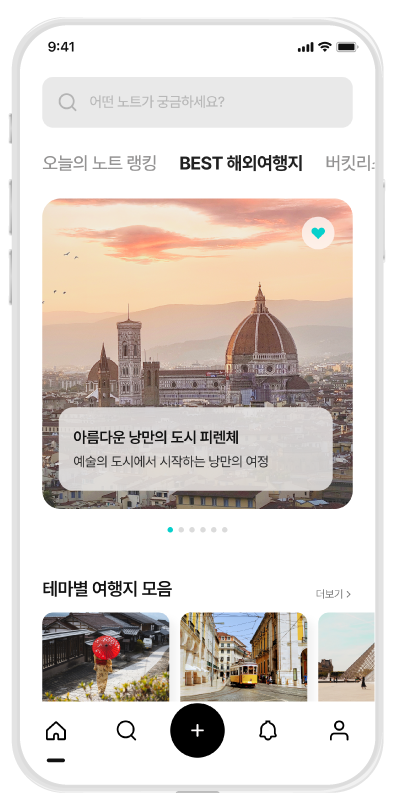 9:41
어떤 노트가 궁금하세요?
오늘의 노트 랭킹 BEST 해외여행지 버킷리
아름다운 낭만의 도시 피렌체
예술의 도시에서 시작하는 낭만의 여정
테마별 여행지 모음
더보기 >